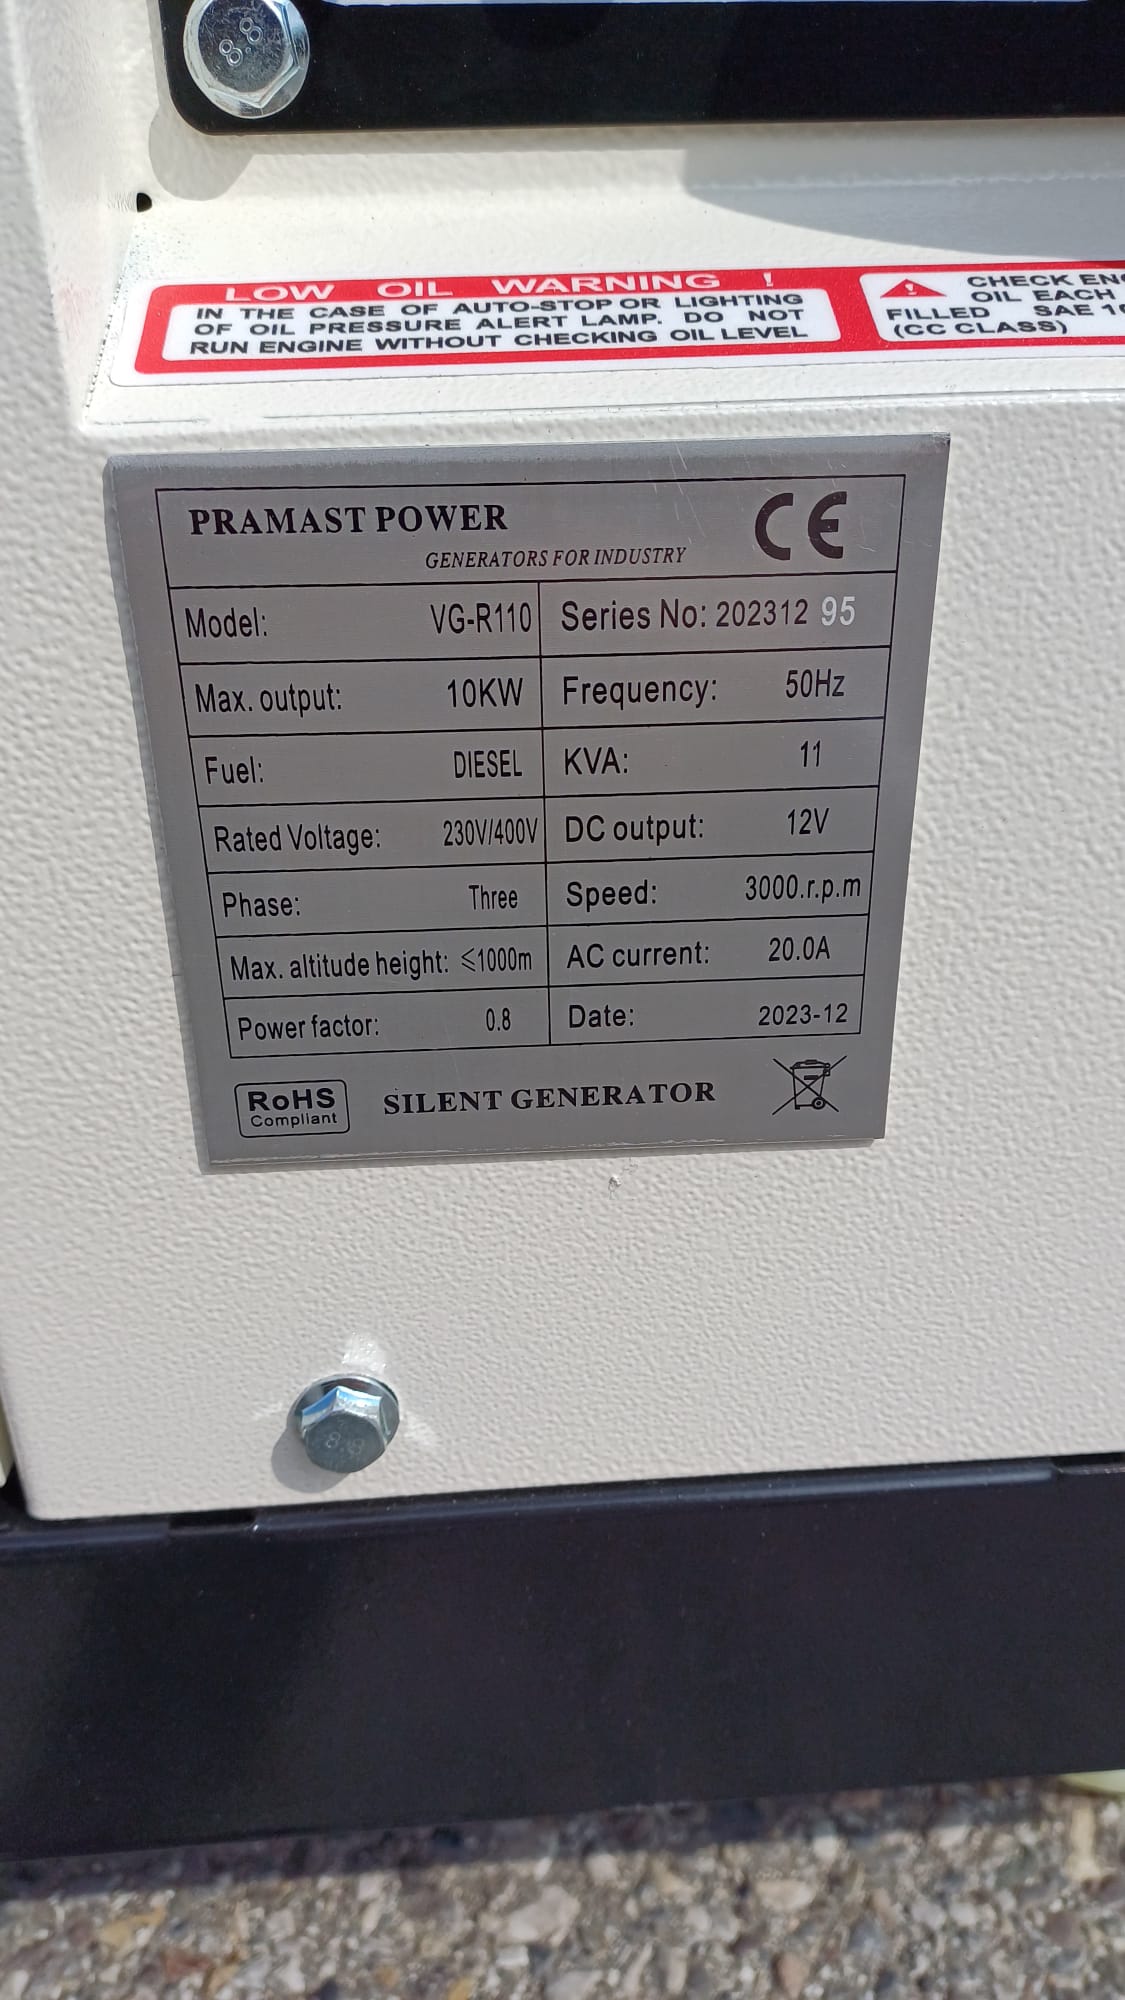 8.8
LOW OIL WARNING !
IN THE CASE OF AUTO-STOP OR LIGHTING
OF OIL PRESSURE ALERT LAMP. DO NOT
RUN ENGINE WITHOUT CHECKING OIL LEVEL
CHECK
OIL EACH
FILLED SAE
(CC CLASS)
PRAMAST POWER
GENERATORS FOR INDUSTRY
CE
Model: VG-R110 Series No: 202312 95
Max. output: 10KW Frequency: 50Hz
Fuel: DIESEL KVA: 11
Rated Voltage: 230V/400V DC output: 12V
Phase: Three Speed: 3000.r.p.m
Max. altitude height: ≤1000m AC current: 20.0A
Power factor: 0.8 Date: 2023-12
RoHS
Compliant
SILENT GENERATOR
8.8